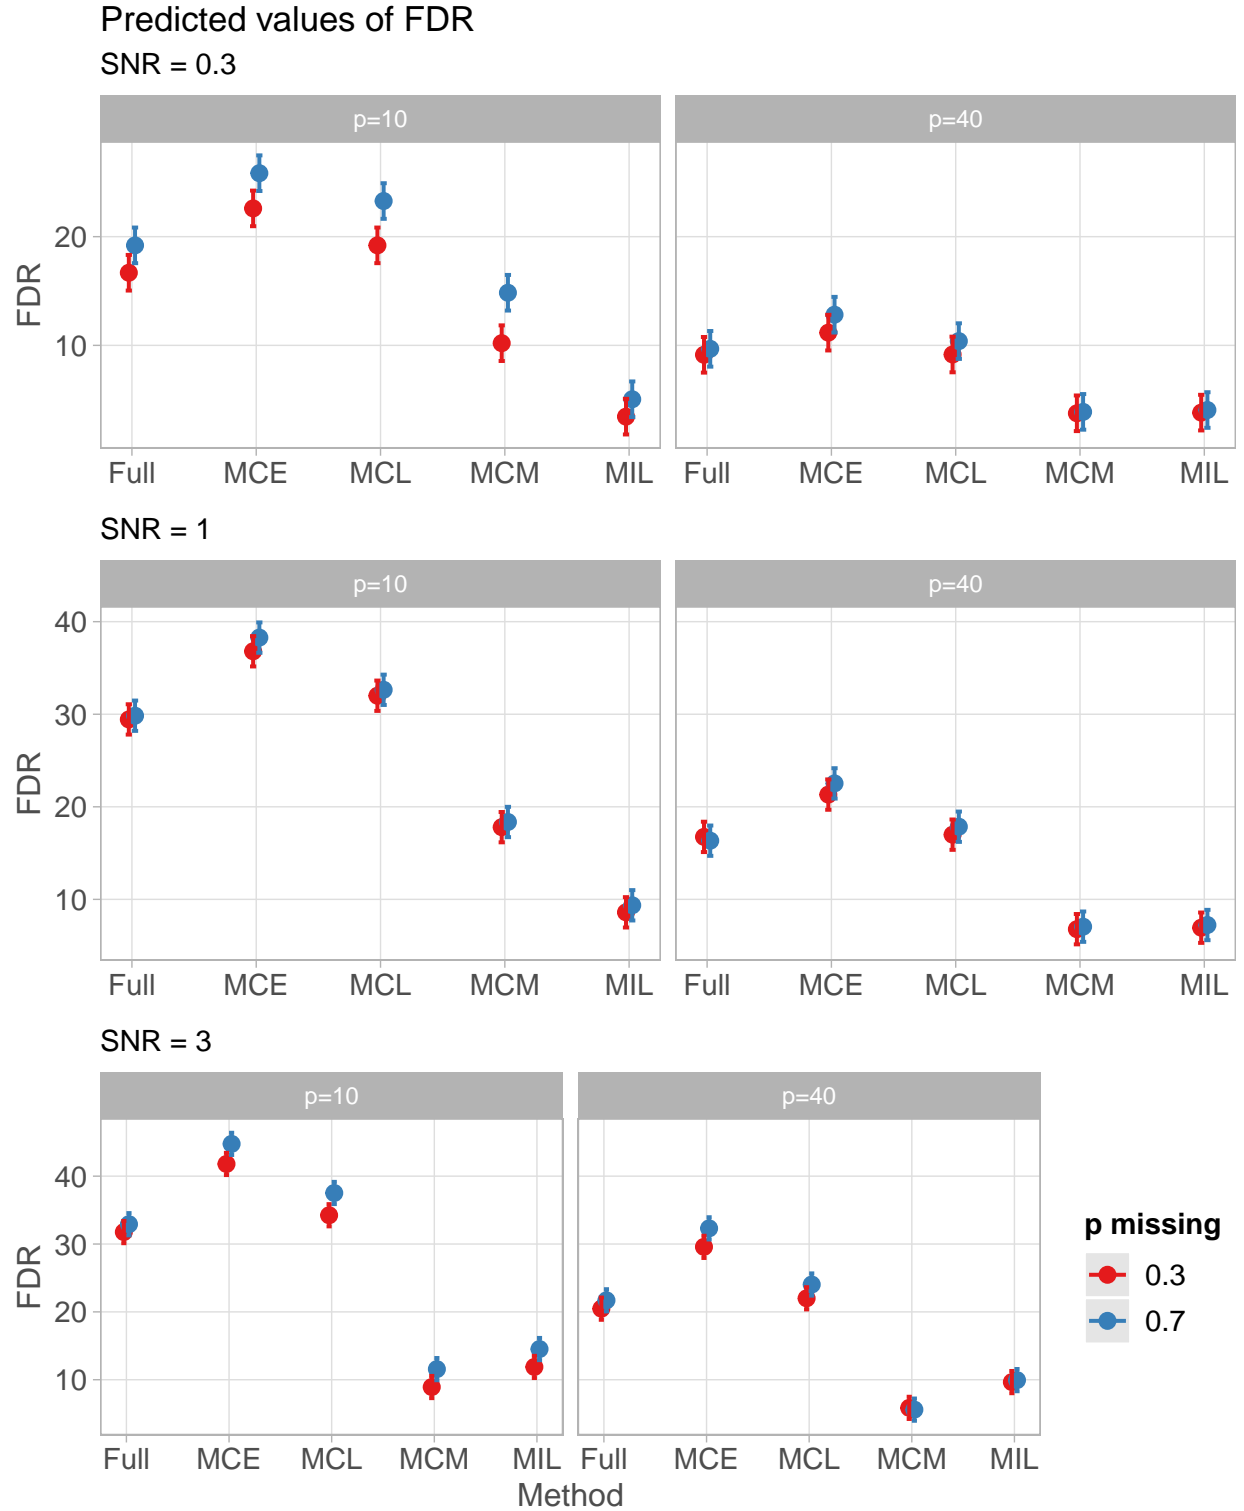 Predicted values of FDR
SNR = 0.3
p=10 p=40
FDR
20
10
Full MCE MCL MCM MIL Full MCE MCL MCM MIL
SNR = 1
p=10 p=40
FDR
40
30
20
10
Full MCE MCL MCM MIL Full MCE MCL MCM MIL
SNR = 3
p=10 p=40
FDR
40
30
20
10
Full MCE MCL MCM MIL Full MCE MCL MCM MIL
Method
p missing
0.3
0.7